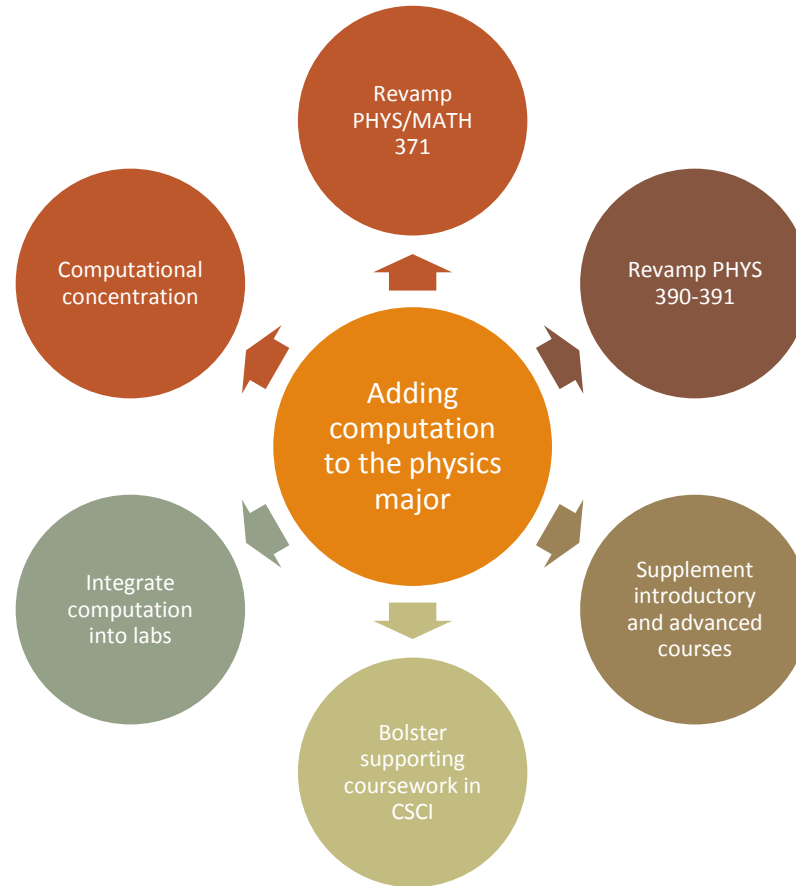 Revamp
PHYS/MATH
371
Computational
concentration
Revamp PHYS
390-391
Adding
computation
to the physics
major
Integrate
computation
into labs
Supplement
introductory
and advanced
courses
Bolster
supporting
coursework in
CSCI